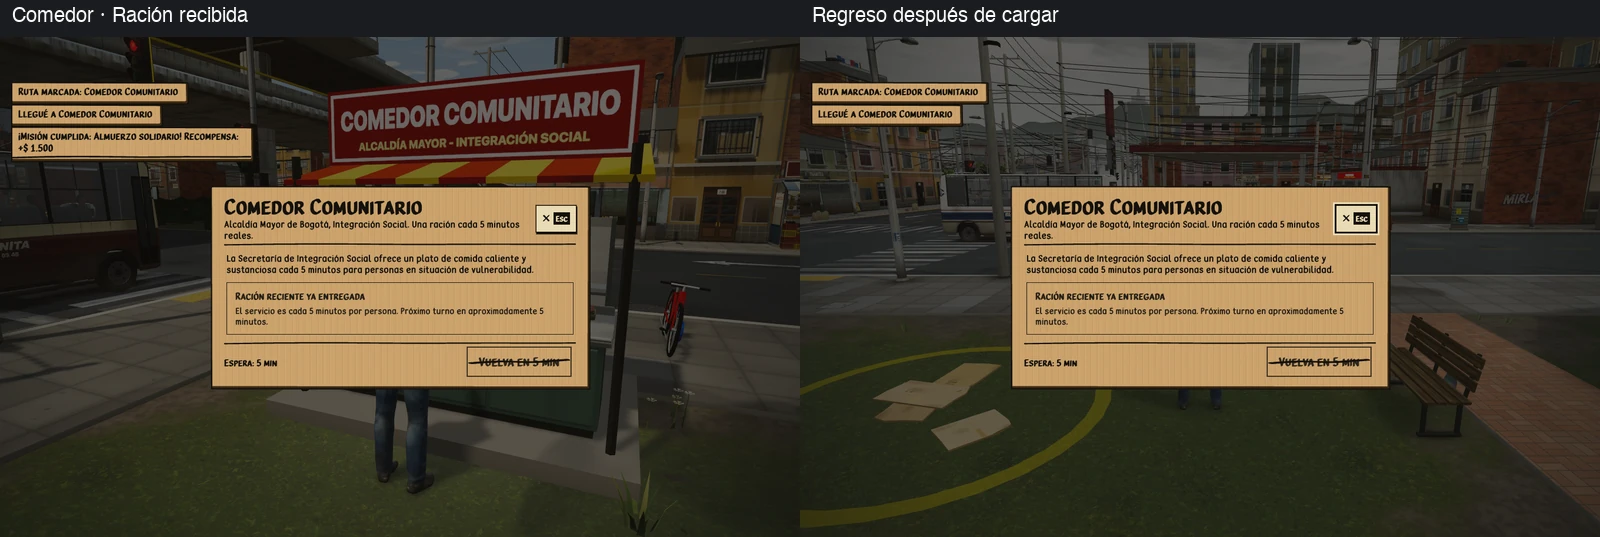 Comedor · Ración recibida
Ruta marcada: Comedor Comunitario
Llegué a Comedor Comunitario
¡Misión cumplida: Almuerzo solidario! Recompensa:
+$ 1.500
COMEDOR COMUNITARIO
ALCALDÍA MAYOR - INTEGRACIÓN SOCIAL
Comedor Comunitario
Alcaldía Mayor de Bogotá, Integración Social. Una ración cada 5 minutos
reales.
× Esc
La Secretaría de Integración Social ofrece un plato de comida caliente y
sustanciosa cada 5 minutos para personas en situación de vulnerabilidad.
Ración reciente ya entregada
El servicio es cada 5 minutos por persona. Próximo turno en aproximadamente 5
minutos.
Espera: 5 min
Vuelva en 5 min
Regreso después de cargar
Ruta marcada: Comedor Comunitario
Llegué a Comedor Comunitario
Comedor Comunitario
Alcaldía Mayor de Bogotá, Integración Social. Una ración cada 5 minutos
reales.
× Esc
La Secretaría de Integración Social ofrece un plato de comida caliente y
sustanciosa cada 5 minutos para personas en situación de vulnerabilidad.
Ración reciente ya entregada
El servicio es cada 5 minutos por persona. Próximo turno en aproximadamente 5
minutos.
Espera: 5 min
Vuelva en 5 min